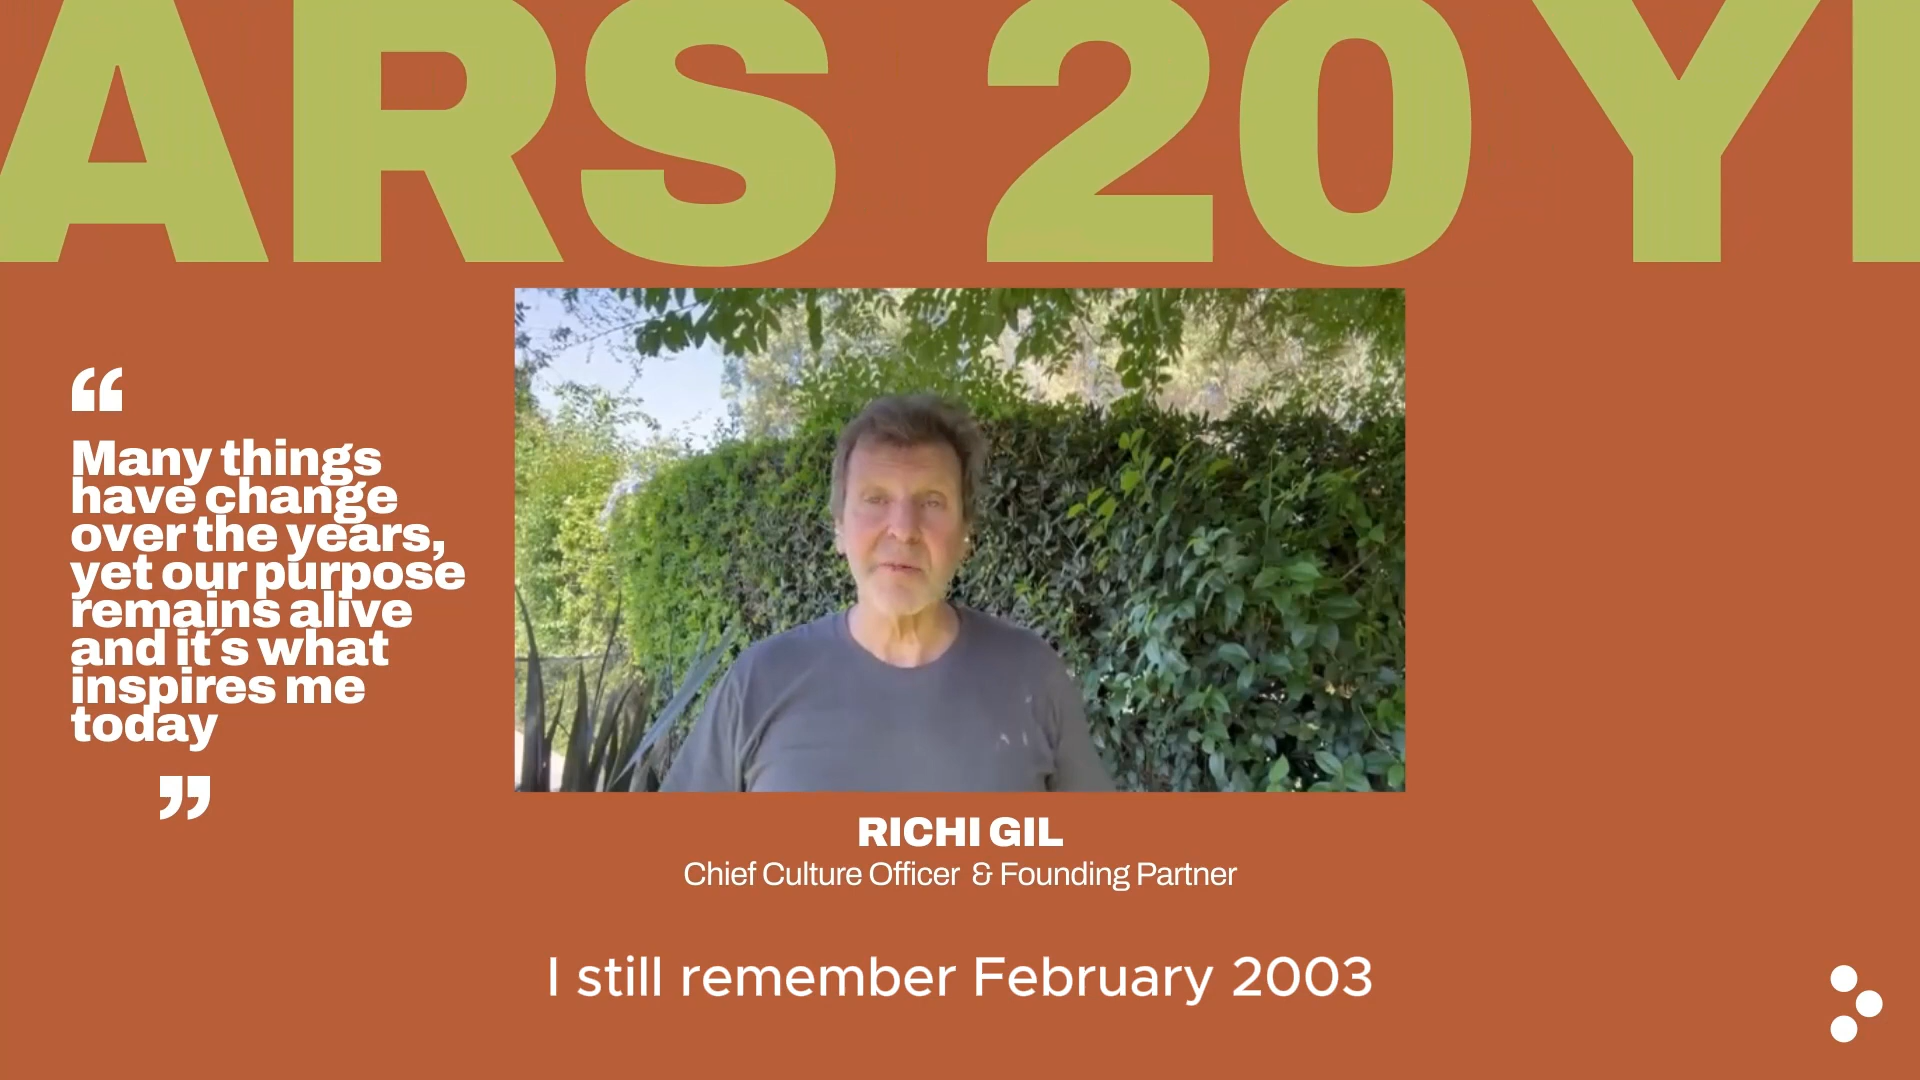 ARS 20 Y
“
Many things
have change
over the years,
yet our purpose
remains alive
and it´s what
inspires me
today
”
RICHI GIL
Chief Culture Officer & Founding Partner
I still remember February 2003